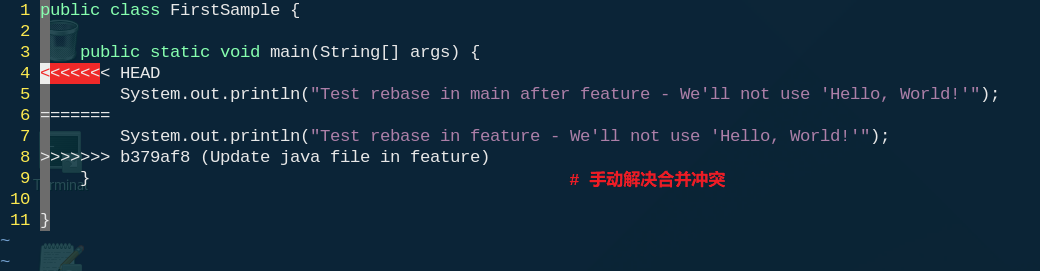 1 public class FirstSample {
2
3     public static void main(String[] args) {
4 <<<<<<< HEAD
5         System.out.println("Test rebase in main after feature - We'll not use 'Hello, World!'");
6 =======
7         System.out.println("Test rebase in feature - We'll not use 'Hello, World!'");
8 >>>>>>> b379af8 (Update java file in feature)
9     }
Terminal
# 手动解决合并冲突
10
11 }
~
~